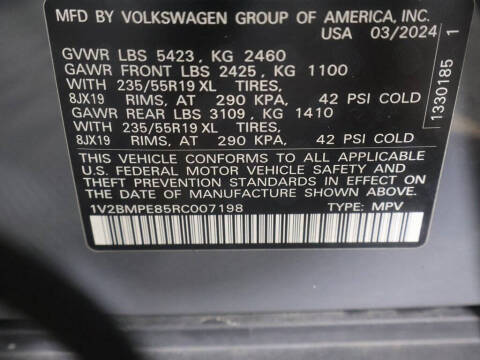 MFD BY VOLKSWAGEN GROUP OF AMERICA, INC.
USA 03/2024
GVWR LBS 5423 , KG 2460
GAWR FRONT LBS 2425 , KG 1100
WITH 235/55R19 XL TIRES,
8JX19 RIMS, AT 290 KPA, 42 PSI COLD
GAWR REAR LBS 3109 , KG 1410
WITH 235/55R19 XL TIRES,
8JX19 RIMS, AT 290 KPA, 42 PSI COLD
THIS VEHICLE CONFORMS TO ALL APPLICABLE
U.S. FEDERAL MOTOR VEHICLE SAFETY AND
THEFT PREVENTION STANDARDS IN EFFECT ON
THE DATE OF MANUFACTURE SHOWN ABOVE.
1V2BMPE85RC007198 TYPE: MPV
1330185 1